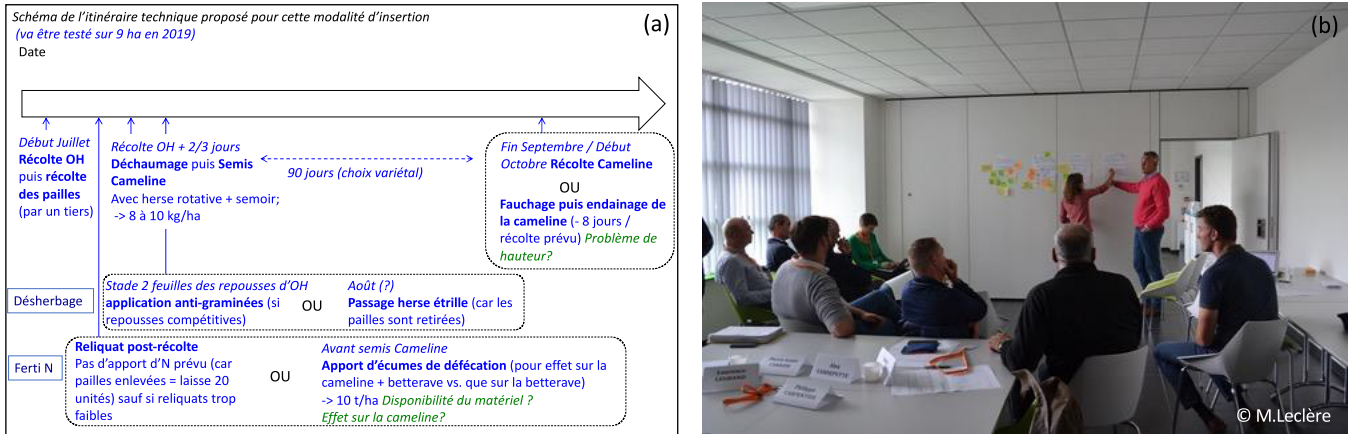 Schéma de l'itinéraire technique proposé pour cette modalité d'insertion
(va être testé sur 9 ha en 2019)
Date
(a)
Début Juillet
Récolte OH
puis récolte
des pailles
(par un tiers)
Récolte OH + 2/3 jours
Déchaumage puis Semis
Cameline
Avec herse rotative + semoir;
-> 8 à 10 kg/ha
90 jours (choix variétal)
Fin Septembre / Début
Octobre Récolte Cameline
OU
Fauchage puis endainage de
la cameline (- 8 jours /
récolte prévu) Problème de
hauteur?
Désherbage
Stade 2 feuilles des repousses d'OH
application anti-graminées (si
repousses compétitives)
OU
Août (?)
Passage herse étrille (car les
pailles sont retirées)
Ferti N
Reliquat post-récolte
Pas d'apport d'N prévu (car
pailles enlevées = laisse 20
unités) sauf si reliquats trop
faibles
OU
Avant semis Cameline
Apport d'écumes de défécation (pour effet sur la
cameline + betterave vs. que sur la betterave)
-> 10 t/ha Disponibilité du matériel ?
Effet sur la cameline?
(b)
Philippe
CARPENTIER
© M.Leclère